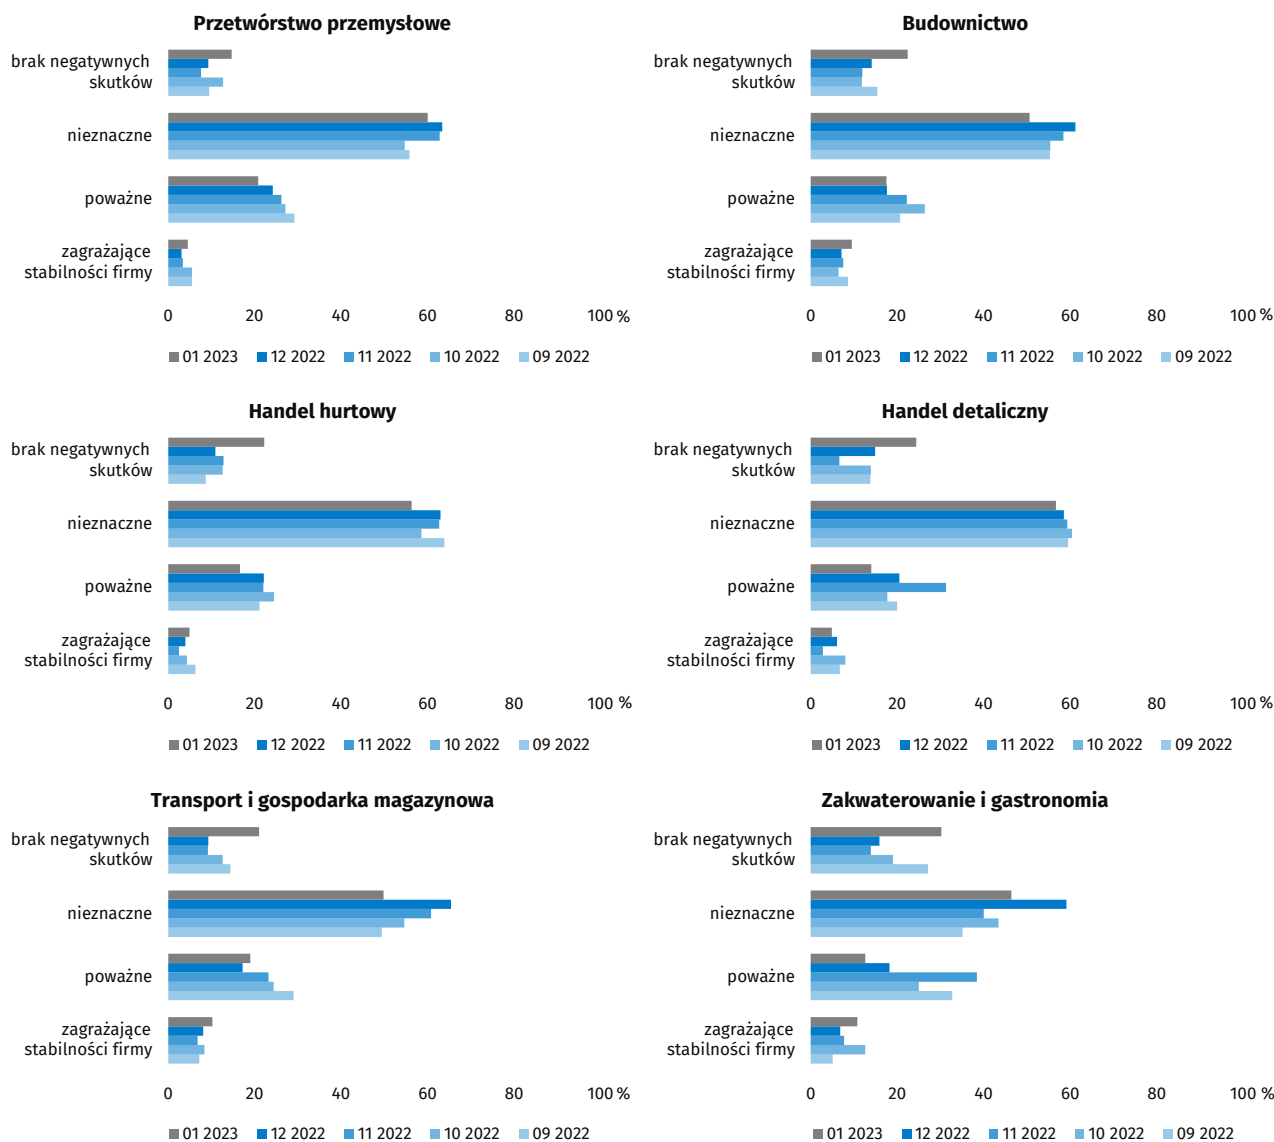 Przetwórstwo przemysłowe
brak negatywnych
skutków
nieznaczne
poważne
zagrażające
stabilności firmy
0 20 40 60 80 100 %
01 2023 12 2022 11 2022 10 2022 09 2022
Budownictwo
brak negatywnych
skutków
nieznaczne
poważne
zagrażające
stabilności firmy
0 20 40 60 80 100 %
01 2023 12 2022 11 2022 10 2022 09 2022
Handel hurtowy
brak negatywnych
skutków
nieznaczne
poważne
zagrażające
stabilności firmy
0 20 40 60 80 100 %
01 2023 12 2022 11 2022 10 2022 09 2022
Handel detaliczny
brak negatywnych
skutków
nieznaczne
poważne
zagrażające
stabilności firmy
0 20 40 60 80 100 %
01 2023 12 2022 11 2022 10 2022 09 2022
Transport i gospodarka magazynowa
brak negatywnych
skutków
nieznaczne
poważne
zagrażające
stabilności firmy
0 20 40 60 80 100 %
01 2023 12 2022 11 2022 10 2022 09 2022
Zakwaterowanie i gastronomia
brak negatywnych
skutków
nieznaczne
poważne
zagrażające
stabilności firmy
0 20 40 60 80 100 %
01 2023 12 2022 11 2022 10 2022 09 2022